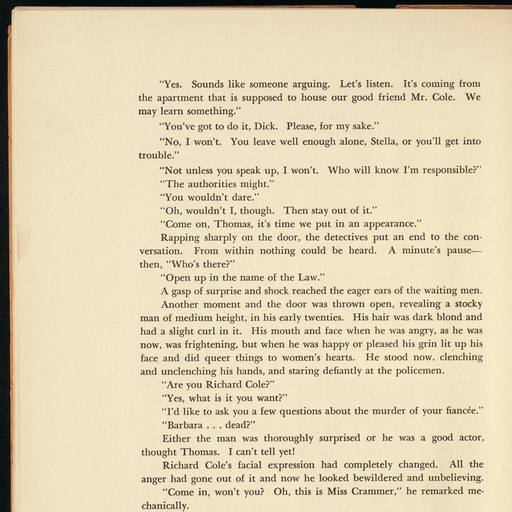 "Yes. Sounds like someone arguing. Let's listen. It's coming from
the apartment that is supposed to house our good friend Mr. Cole. We
may learn something."
"You've got to do it, Dick. Please, for my sake."
"No, I won't. You leave well enough alone, Stella, or you'll get into
trouble."
"Not unless you speak up, I won't. Who will know I'm responsible?"
"The authorities might."
"You wouldn't dare."
"Oh, wouldn't I, though. Then stay out of it."
"Come on, Thomas, it's time we put in an appearance."
Rapping sharply on the door, the detectives put an end to the con-
versation. From within nothing could be heard. A minute's pause—
then, "Who's there?"
"Open up in the name of the Law."
A gasp of surprise and shock reached the eager ears of the waiting men.
Another moment and the door was thrown open, revealing a stocky
man of medium height, in his early twenties. His hair was dark blond and
had a slight curl in it. His mouth and face when he was angry, as he was
now, was frightening, but when he was happy or pleased his grin lit up his
face and did queer things to women's hearts. He stood now, clenching
and unclenching his hands, and staring defiantly at the policemen.
"Are you Richard Cole?"
"Yes, what is it you want?"
"I'd like to ask you a few questions about the murder of your fiancée."
"Barbara . . . dead?"
Either the man was thoroughly surprised or he was a good actor,
thought Thomas. I can't tell yet!
Richard Cole's facial expression had completely changed. All the
anger had gone out of it and now he looked bewildered and unbelieving.
"Come in, won't you? Oh, this is Miss Crammer," he remarked me-
chanically.